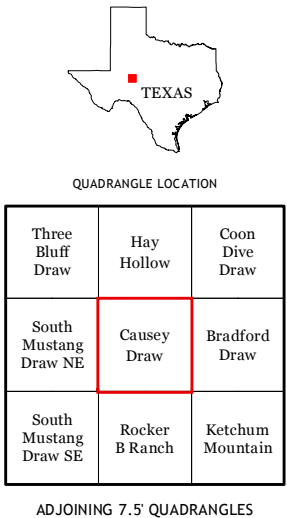 TEXAS
QUADRANGLE LOCATION
Three
Bluff
Draw
Hay
Hollow
Coon
Dive
Draw
South
Mustang
Draw NE
Causey
Draw
Bradford
Draw
South
Mustang
Draw SE
Rocker
B Ranch
Ketchum
Mountain
ADJOINING 7.5' QUADRANGLES